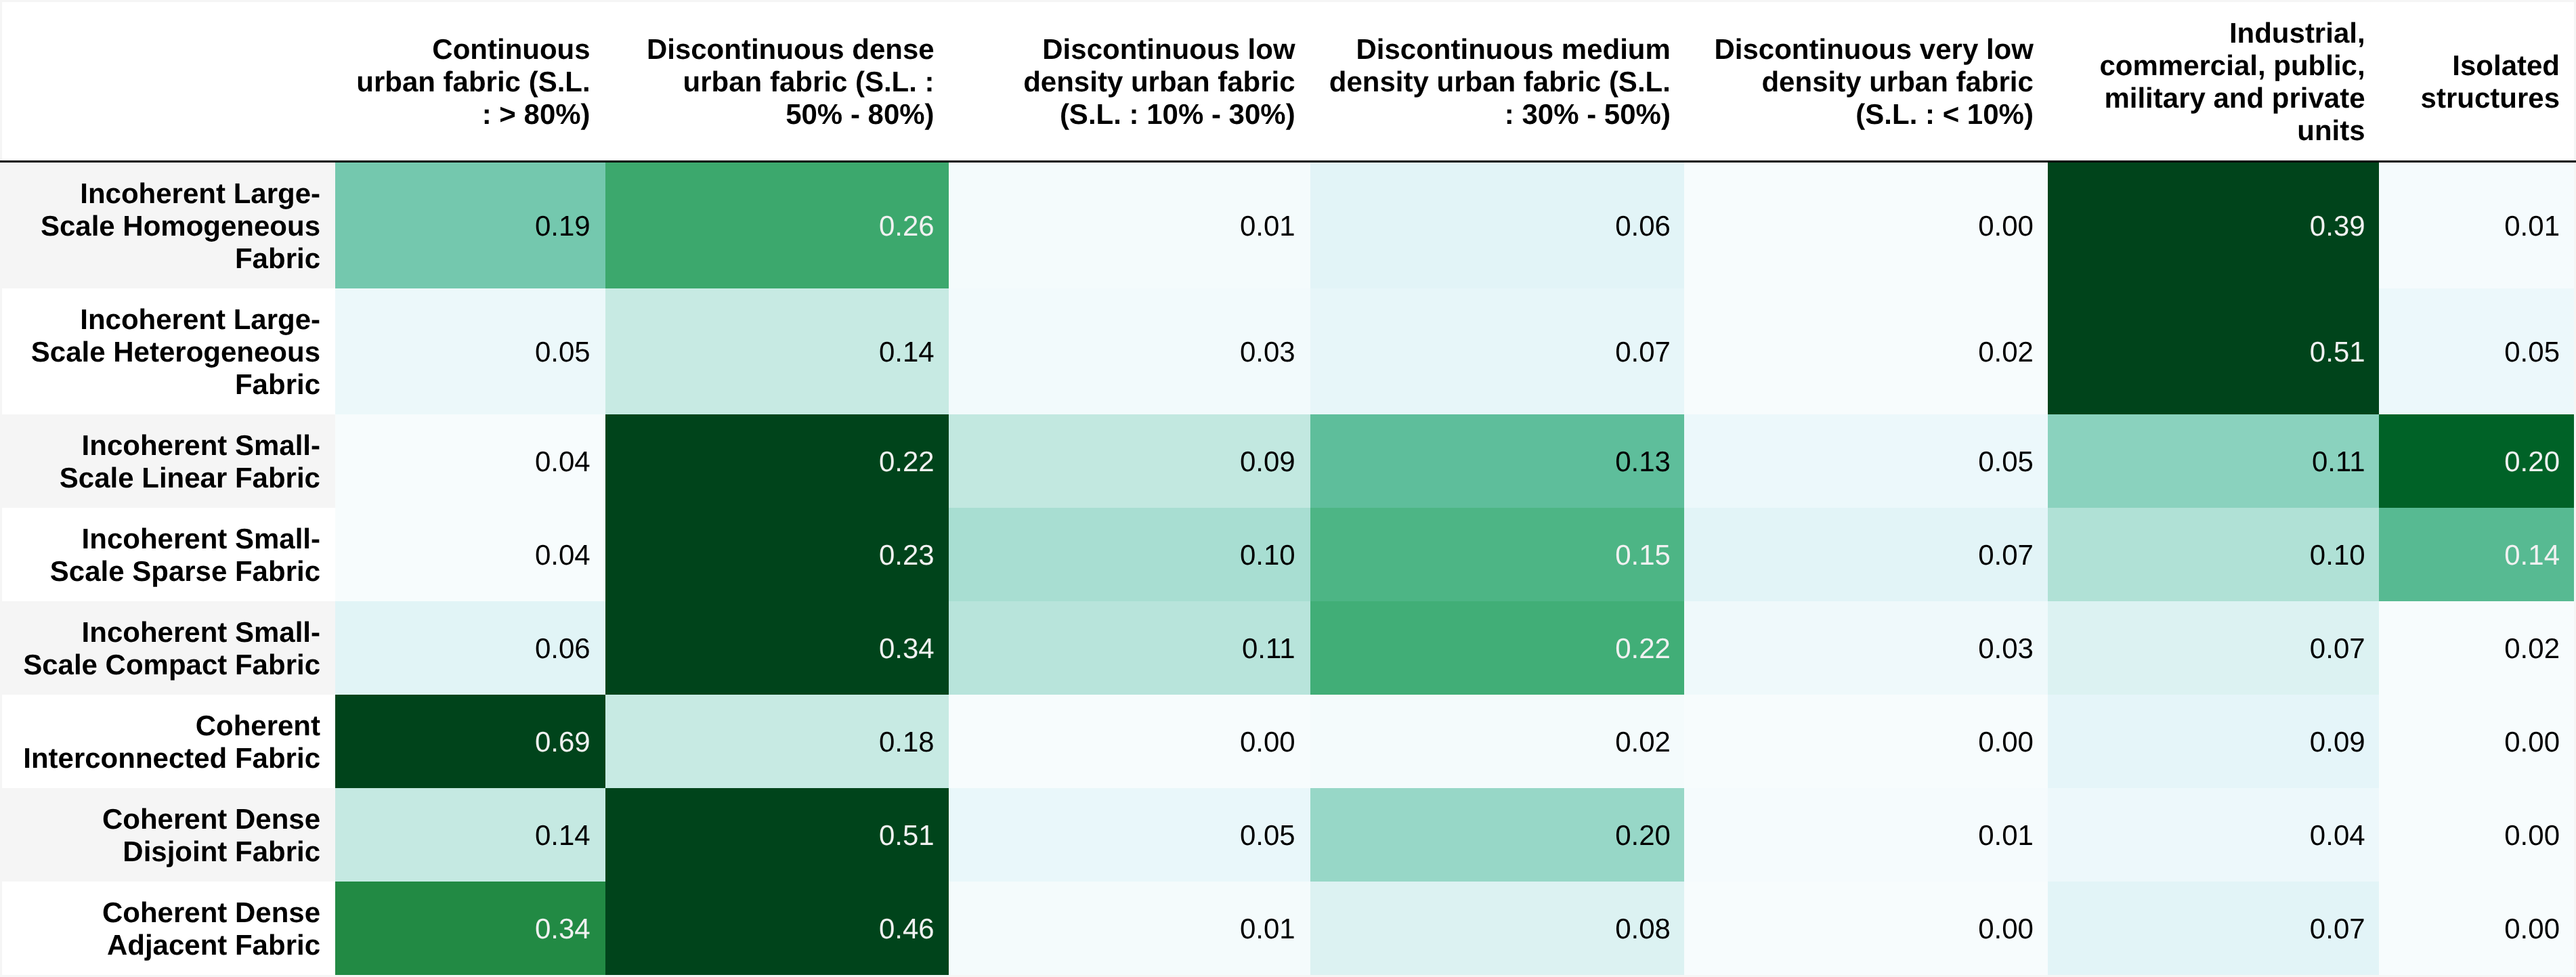 Continuous
urban fabric (S.L.
: > 80%)
Discontinuous dense
urban fabric (S.L. :
50% - 80%)
Discontinuous low
density urban fabric
(S.L. : 10% - 30%)
Discontinuous medium
density urban fabric (S.L.
: 30% - 50%)
Discontinuous very low
density urban fabric
(S.L. : < 10%)
Industrial,
commercial, public,
military and private
units
Isolated
structures
Incoherent Large-
Scale Homogeneous
Fabric
0.19 0.26 0.01 0.06 0.00 0.39 0.01
Incoherent Large-
Scale Heterogeneous
Fabric
0.05 0.14 0.03 0.07 0.02 0.51 0.05
Incoherent Small-
Scale Linear Fabric
0.04 0.22 0.09 0.13 0.05 0.11 0.20
Incoherent Small-
Scale Sparse Fabric
0.04 0.23 0.10 0.15 0.07 0.10 0.14
Incoherent Small-
Scale Compact Fabric
0.06 0.34 0.11 0.22 0.03 0.07 0.02
Coherent
Interconnected Fabric
0.69 0.18 0.00 0.02 0.00 0.09 0.00
Coherent Dense
Disjoint Fabric
0.14 0.51 0.05 0.20 0.01 0.04 0.00
Coherent Dense
Adjacent Fabric
0.34 0.46 0.01 0.08 0.00 0.07 0.00